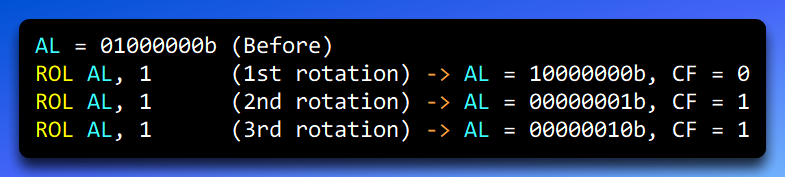 AL = 01000000b (Before)
ROL AL, 1 (1st rotation) -> AL = 10000000b, CF = 0
ROL AL, 1 (2nd rotation) -> AL = 00000001b, CF = 1
ROL AL, 1 (3rd rotation) -> AL = 00000010b, CF = 1